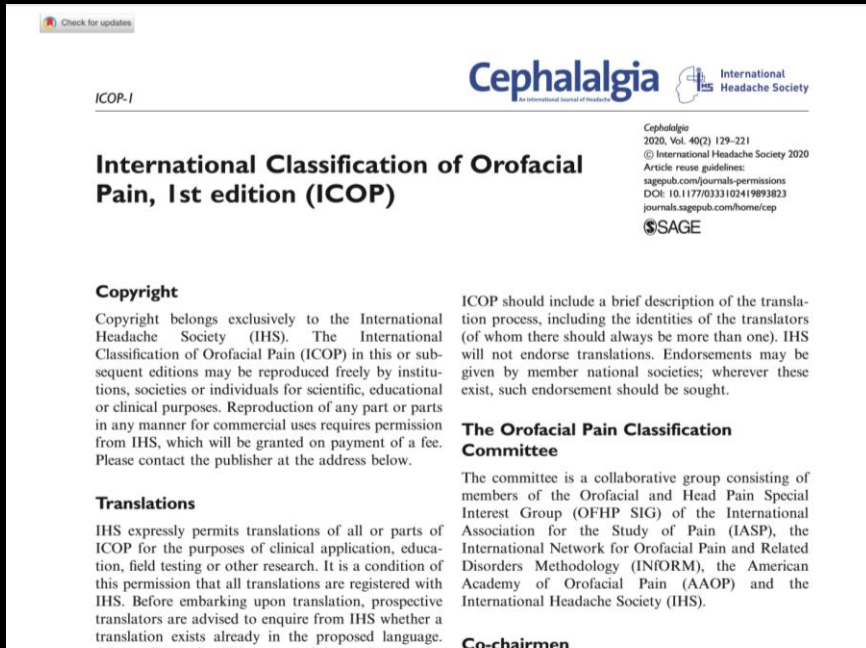 Check for updates
ICOP-1
Cephalalgia
An International Journal of Headache
IHS
International
Headache Society
International Classification of Orofacial
Pain, 1st edition (ICOP)
Cephalalgia
2020, Vol. 40(2) 129–221
© International Headache Society 2020
Article reuse guidelines:
sagepub.com/journals-permissions
DOI: 10.1177/0333102419893823
journals.sagepub.com/home/cep
SAGE
Copyright
Copyright belongs exclusively to the International
Headache Society (IHS). The International
Classification of Orofacial Pain (ICOP) in this or sub-
sequent editions may be reproduced freely by institu-
tions, societies or individuals for scientific, educational
or clinical purposes. Reproduction of any part or parts
in any manner for commercial uses requires permission
from IHS, which will be granted on payment of a fee.
Please contact the publisher at the address below.
Translations
IHS expressly permits translations of all or parts of
ICOP for the purposes of clinical application, educa-
tion, field testing or other research. It is a condition of
this permission that all translations are registered with
IHS. Before embarking upon translation, prospective
translators are advised to enquire from IHS whether a
translation exists already in the proposed language.
ICOP should include a brief description of the transla-
tion process, including the identities of the translators
(of whom there should always be more than one). IHS
will not endorse translations. Endorsements may be
given by member national societies; wherever these
exist, such endorsement should be sought.
The Orofacial Pain Classification
Committee
The committee is a collaborative group consisting of
members of the Orofacial and Head Pain Special
Interest Group (OFHP SIG) of the International
Association for the Study of Pain (IASP), the
International Network for Orofacial Pain and Related
Disorders Methodology (INfORM), the American
Academy of Orofacial Pain (AAOP) and the
International Headache Society (IHS).
Co-chairmen